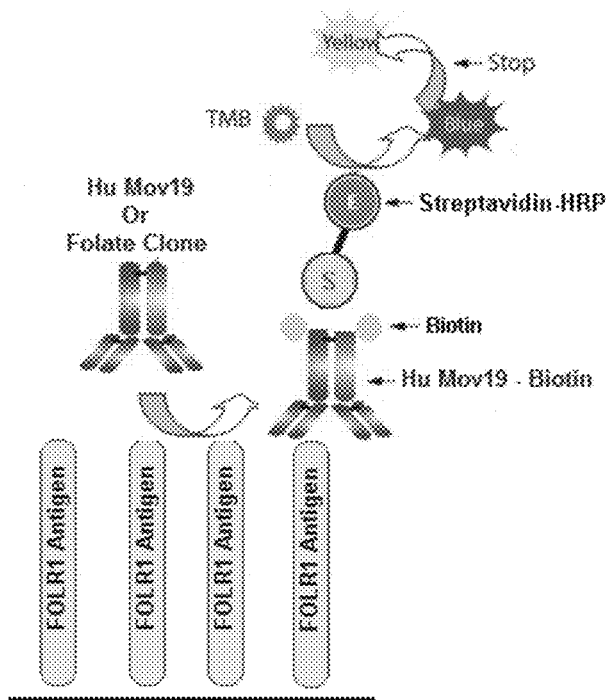 Yellow
Stop
TMB
Hu Mov19
Or
Folate Clone
Streptavidin-HRP
S
Biotin
Hu Mov19 - Biotin
FOLR1 Antigen
FOLR1 Antigen
FOLR1 Antigen
FOLR1 Antigen